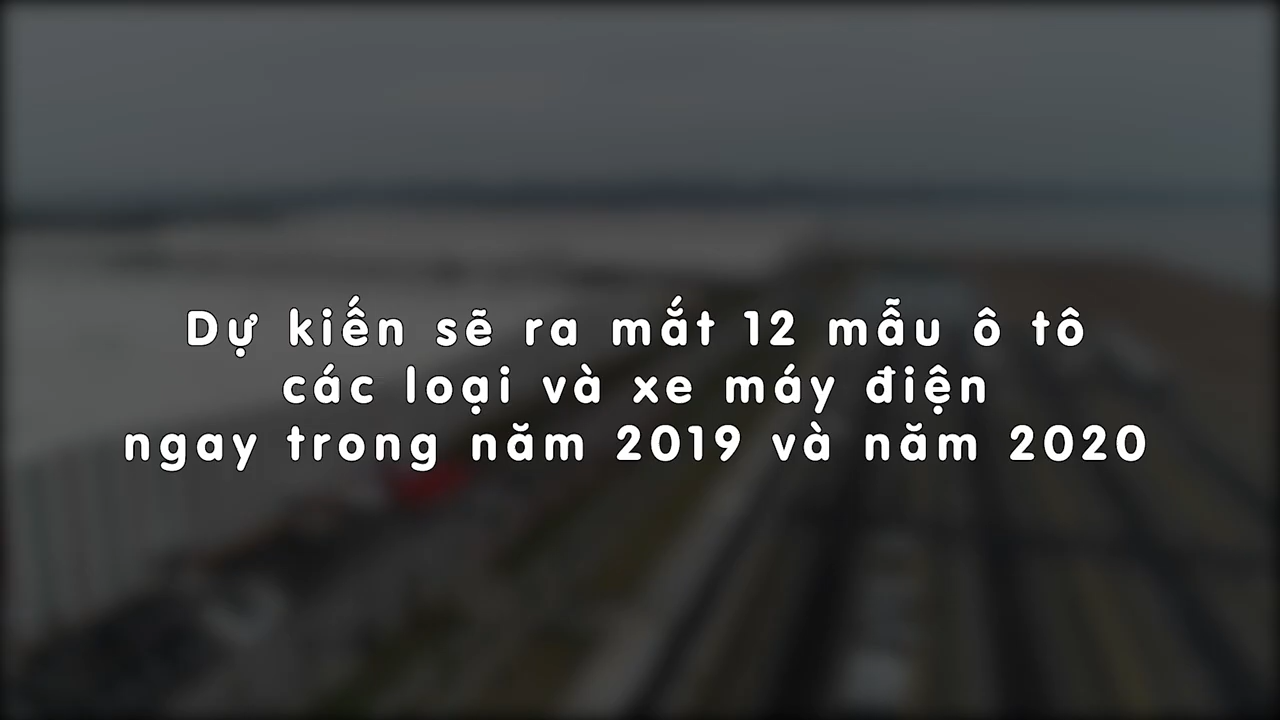 Dự kiến sẽ ra mắt 12 mẫu ô tô
các loại và xe máy điện
ngay trong năm 2019 và năm 2020